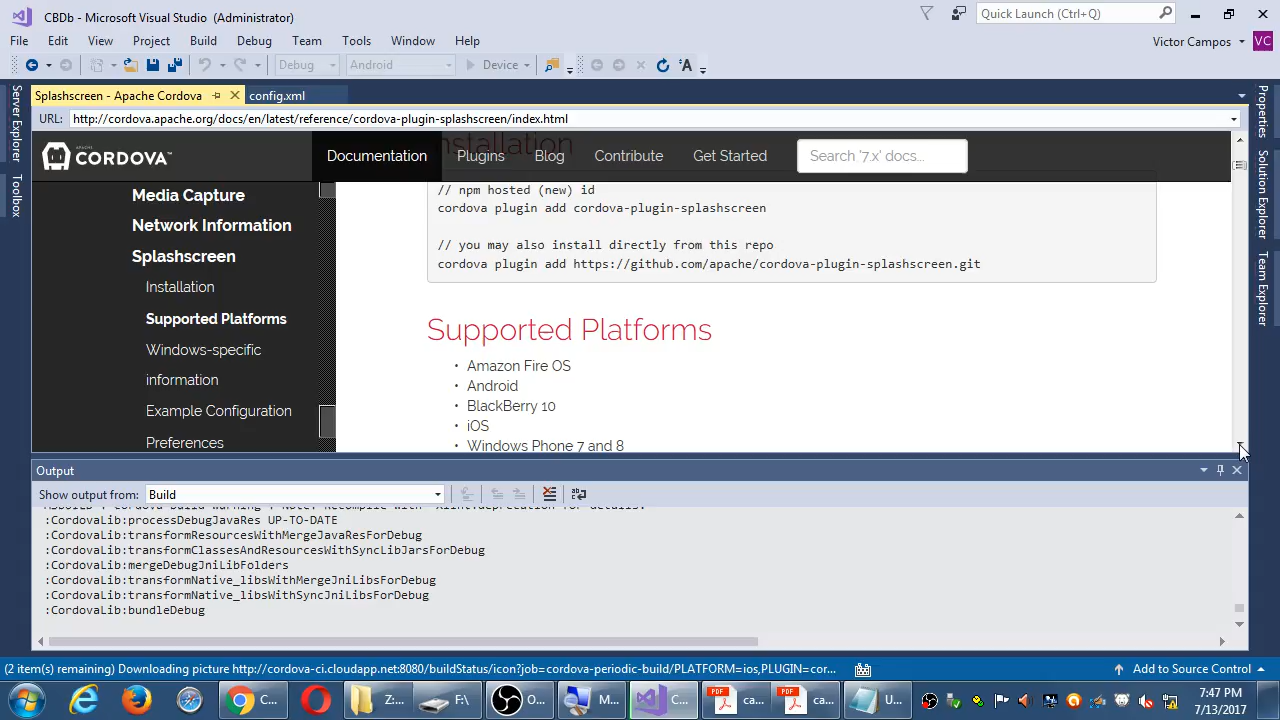 CBDb - Microsoft Visual Studio (Administrator)
Quick Launch (Ctrl+Q)
File Edit View Project Build Debug Team Tools Window Help
Victor Campos VC
Debug Android Device
Splashscreen - Apache Cordova config.xml
URL: http://cordova.apache.org/docs/en/latest/reference/cordova-plugin-splashscreen/index.html
Server Explorer
Toolbox
Properties
Solution Explorer
Team Explorer
APACHE
CORDOVA™
Documentation Plugins Blog Contribute Get Started Search '7.x' docs...
Installation
Media Capture
Network Information
Splashscreen
Installation
Supported Platforms
Windows-specific
information
Example Configuration
Preferences
// npm hosted (new) id
cordova plugin add cordova-plugin-splashscreen
// you may also install directly from this repo
cordova plugin add https://github.com/apache/cordova-plugin-splashscreen.git
Supported Platforms
• Amazon Fire OS
• Android
• BlackBerry 10
• iOS
• Windows Phone 7 and 8
Output
Show output from: Build
:CordovaLib:processDebugJavaRes UP-TO-DATE
:CordovaLib:transformResourcesWithMergeJavaResForDebug
:CordovaLib:transformClassesAndResourcesWithSyncLibJarsForDebug
:CordovaLib:mergeDebugJniLibFolders
:CordovaLib:transformNative_libsWithMergeJniLibsForDebug
:CordovaLib:transformNative_libsWithSyncJniLibsForDebug
:CordovaLib:bundleDebug
(2 item(s) remaining) Downloading picture http://cordova-ci.cloudapp.net:8080/buildStatus/icon?job=cordova-periodic-build/PLATFORM=ios,PLUGIN=cor...
Add to Source Control
C... Z:... F:\ O... M... C... PDF ca... PDF ca... U...
7:47 PM
7/13/2017